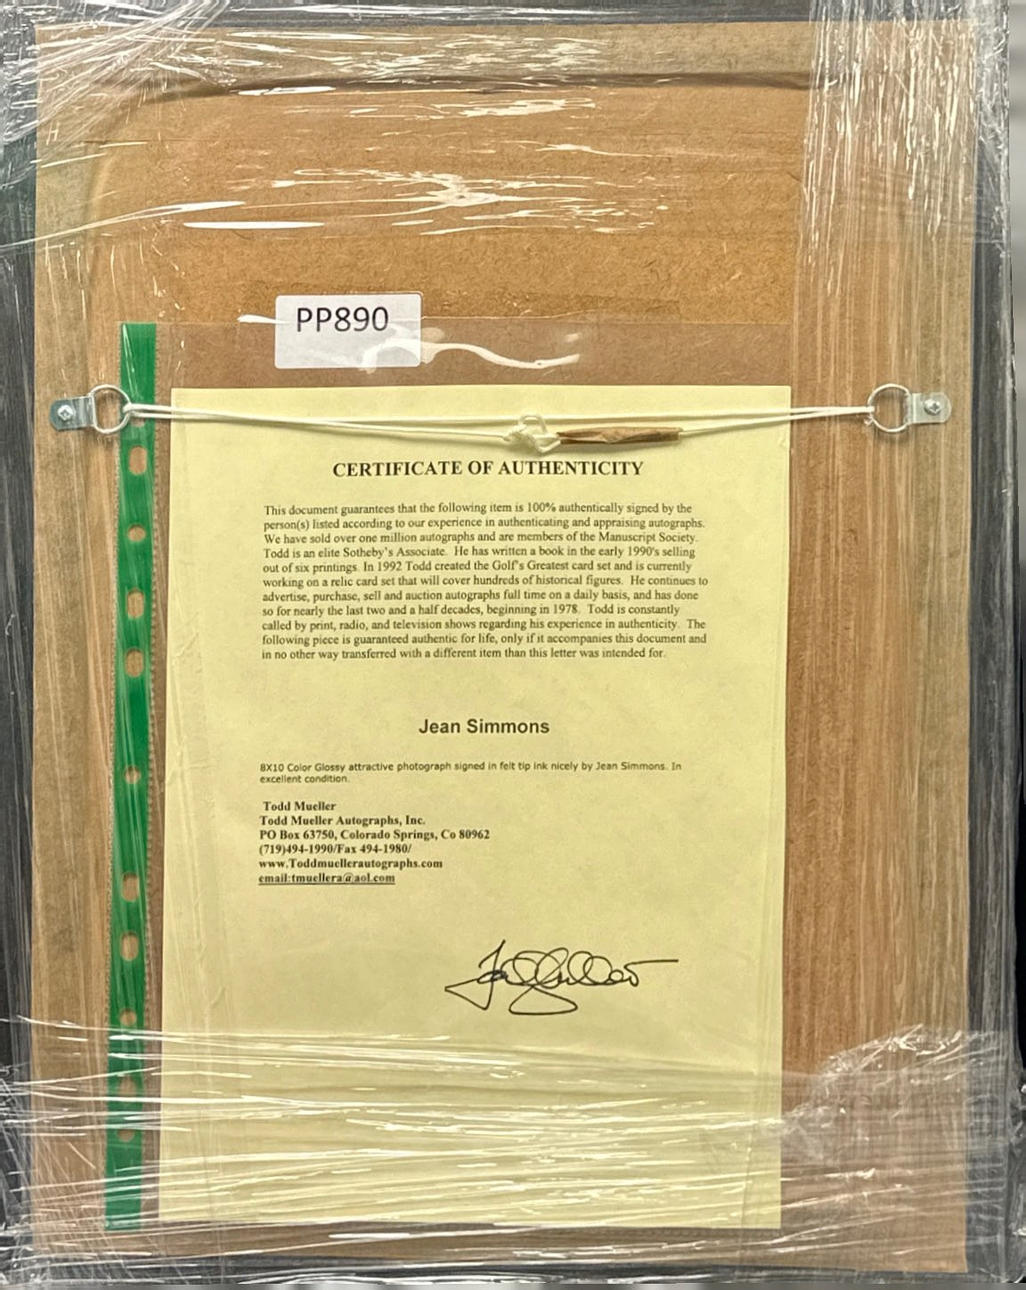 PP890
CERTIFICATE OF AUTHENTICITY
This document guarantees that the following item is 100% authentically signed by the
person(s) listed according to our experience in authenticating and appraising autographs.
We have sold over one million autographs and are members of the Manuscript Society.
Todd is an elite Sotheby's Associate. He has written a book in the early 1990's selling
out of six printings. In 1992 Todd created the Golf's Greatest card set and is currently
working on a relic card set that will cover hundreds of historical figures. He continues to
advertise, purchase, sell and auction autographs full time on a daily basis, and has done
so for nearly the last two and a half decades, beginning in 1978. Todd is constantly
called by print, radio, and television shows regarding his experience in authenticity. The
following piece is guaranteed authentic for life, only if it accompanies this document and
in no other way transferred with a different item than this letter was intended for.
Jean Simmons
8X10 Color Glossy attractive photograph signed in felt tip ink nicely by Jean Simmons. In
excellent condition.
Todd Mueller
Todd Mueller Autographs, Inc.
PO Box 63750, Colorado Springs, Co 80962
(719)494-1990/Fax 494-1980/
www.Toddmuellerautographs.com
email:tmuellera@aol.com